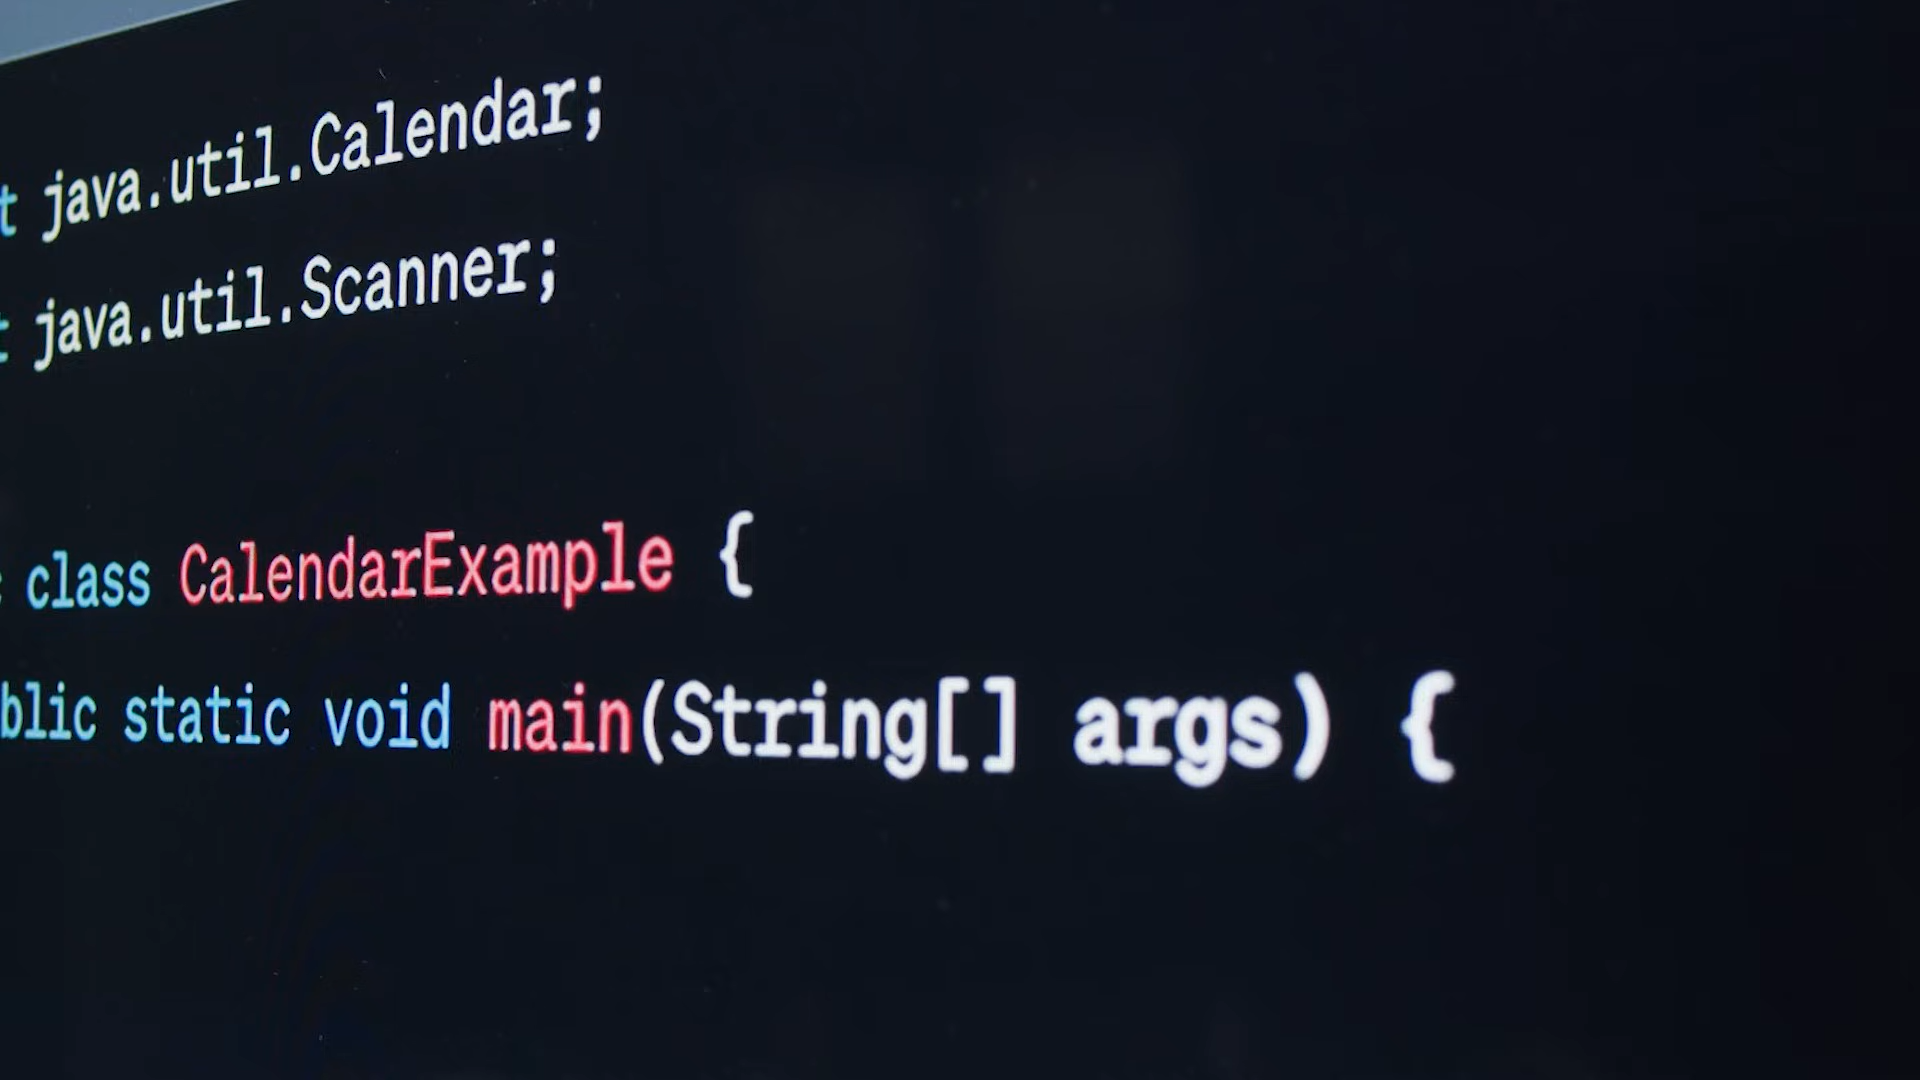 t java.util.Calendar;
t java.util.Scanner;
c class CalendarExample {
blic static void main(String[] args) {